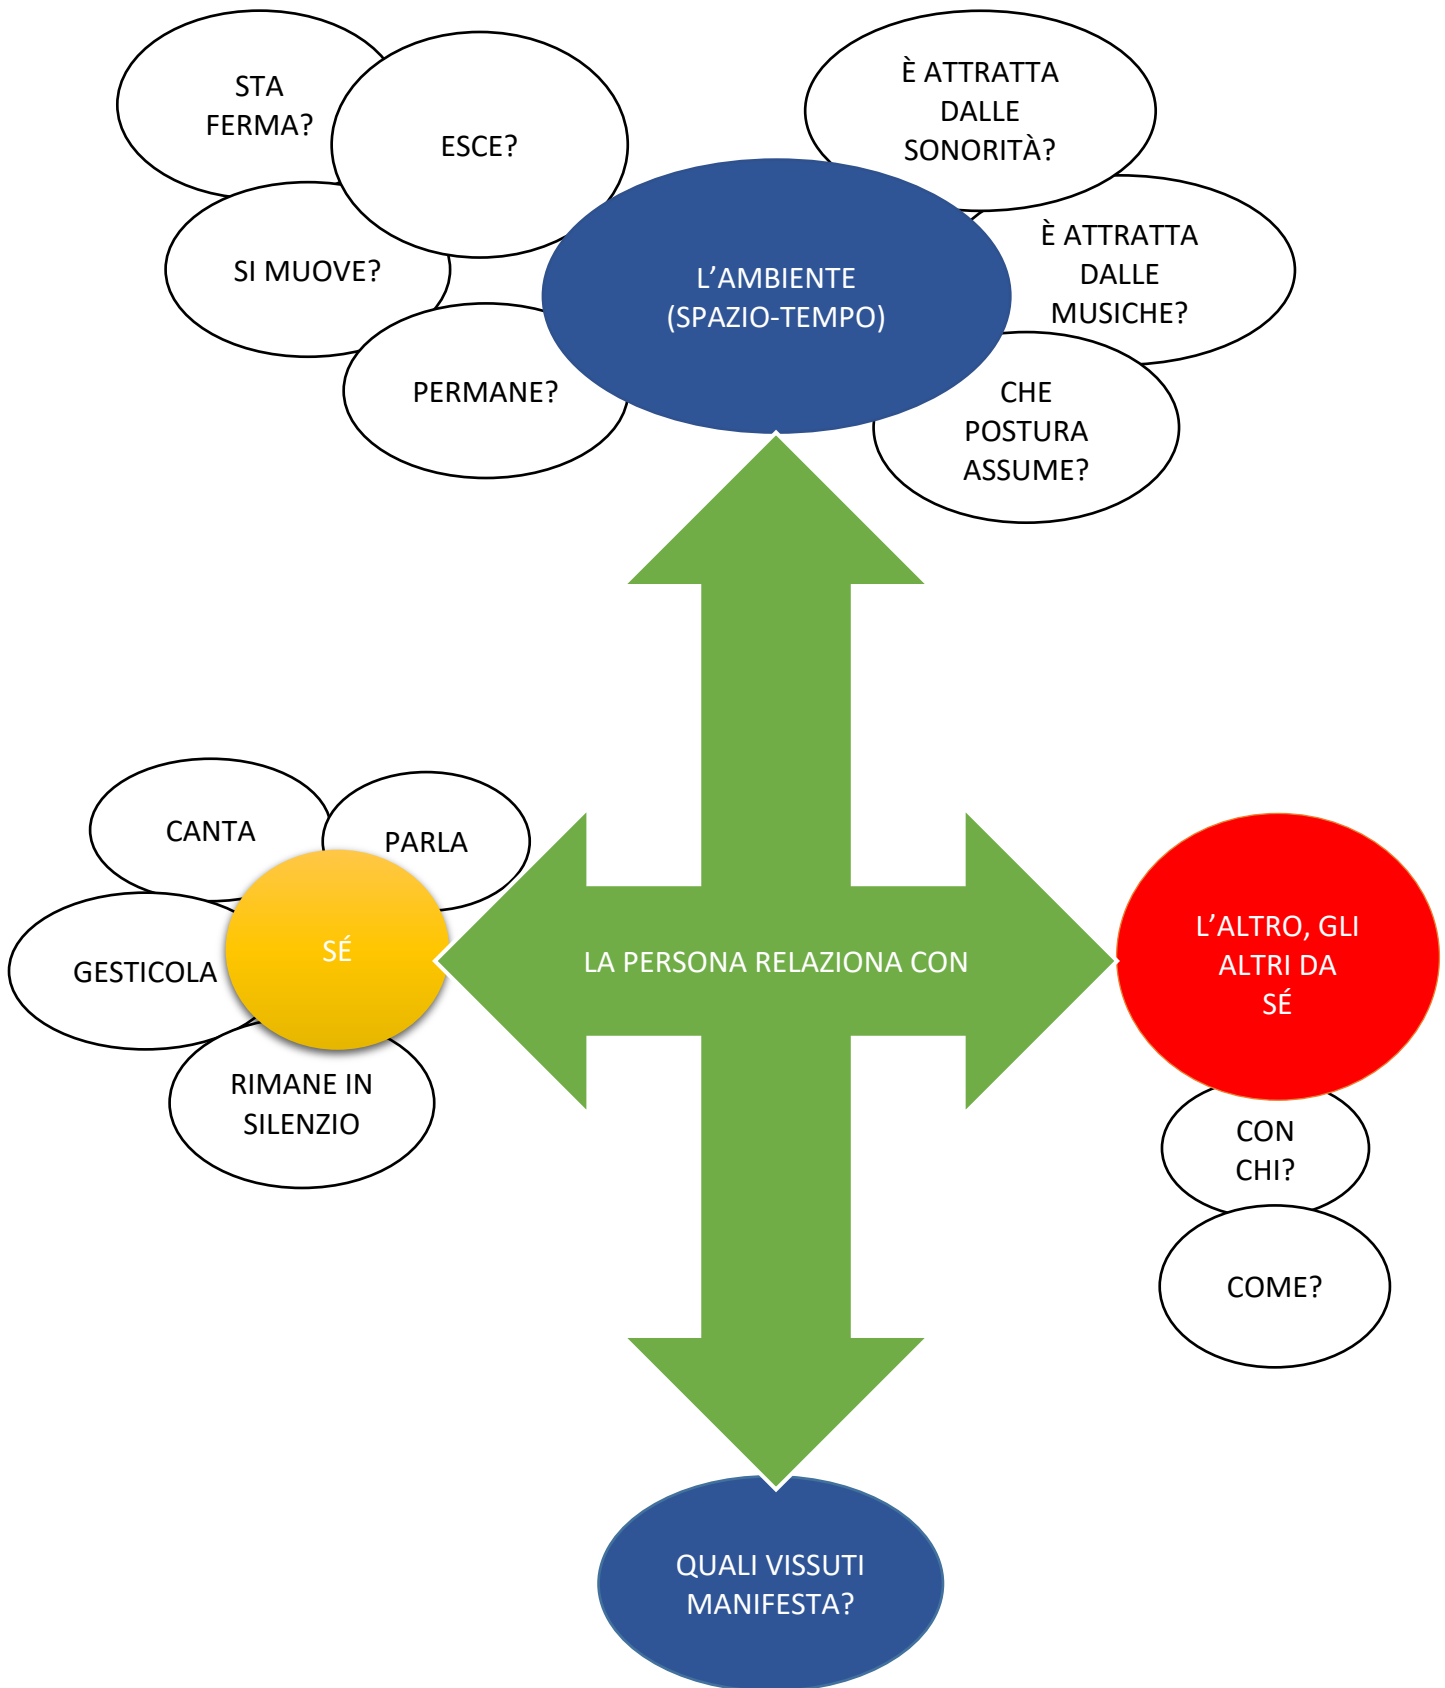 STA
FERMA?
ESCE?
SI MUOVE?
PERMANE?
L’AMBIENTE
(SPAZIO-TEMPO)
È ATTRATTA
DALLE
SONORITÀ?
È ATTRATTA
DALLE
MUSICHE?
CHE
POSTURA
ASSUME?
CANTA
PARLA
GESTICOLA
SÉ
RIMANE IN
SILENZIO
LA PERSONA RELAZIONA CON
L’ALTRO, GLI
ALTRI DA
SÉ
CON
CHI?
COME?
QUALI VISSUTI
MANIFESTA?